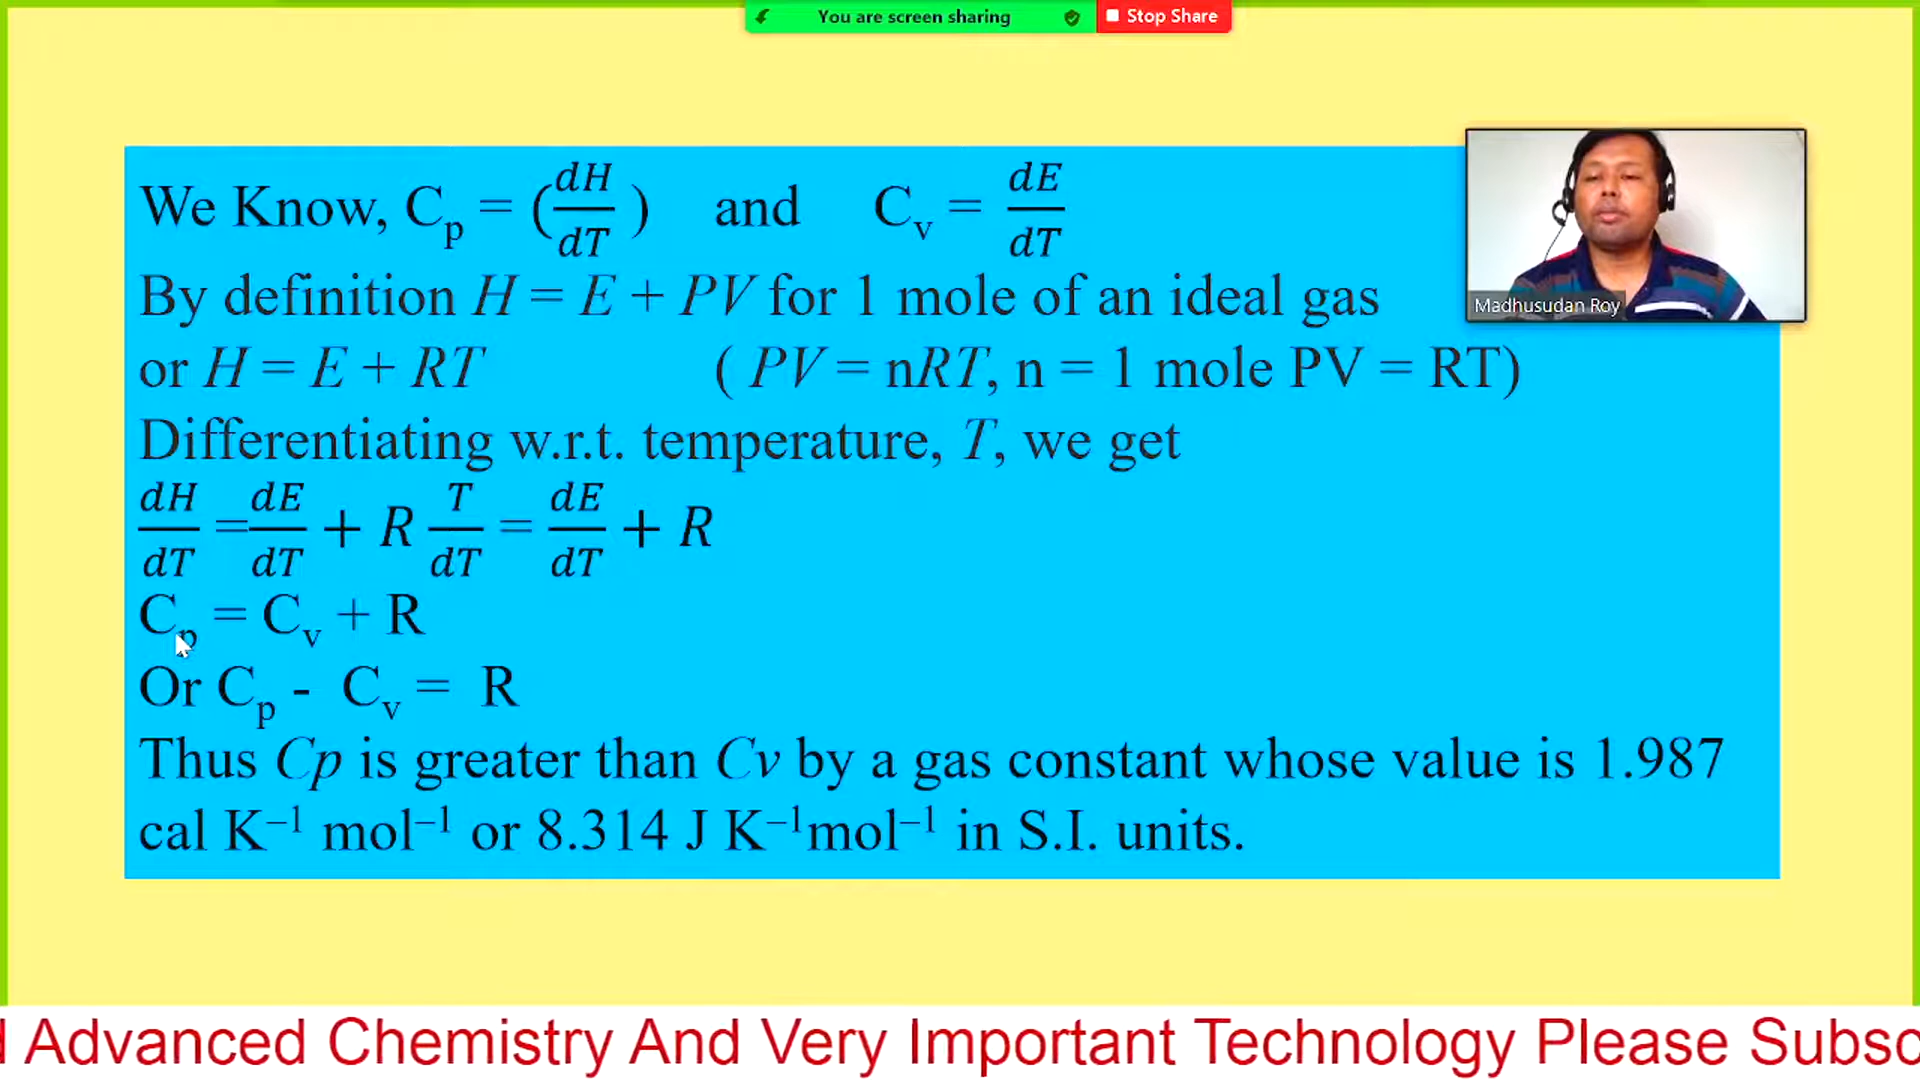 You are screen sharing Stop Share
We Know, Cₚ = (dH/dT) and Cᵥ = dE/dT
By definition H = E + PV for 1 mole of an ideal gas
Madhusudan Roy
or H = E + RT ( PV = nRT, n = 1 mole PV = RT)
Differentiating w.r.t. temperature, T, we get
dH/dT = dE/dT + R T/dT = dE/dT + R
Cₚ = Cᵥ + R
Or Cₚ - Cᵥ = R
Thus Cp is greater than Cv by a gas constant whose value is 1.987
cal K⁻¹ mol⁻¹ or 8.314 J K⁻¹mol⁻¹ in S.I. units.
d Advanced Chemistry And Very Important Technology Please Subsc